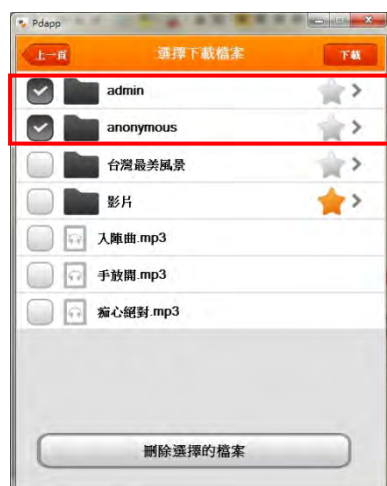 Pdapp
上一頁 選擇下載檔案 下載
admin
anonymous
台灣最美風景
影片
入陣曲.mp3
手放開.mp3
痴心絕對.mp3
刪除選擇的檔案